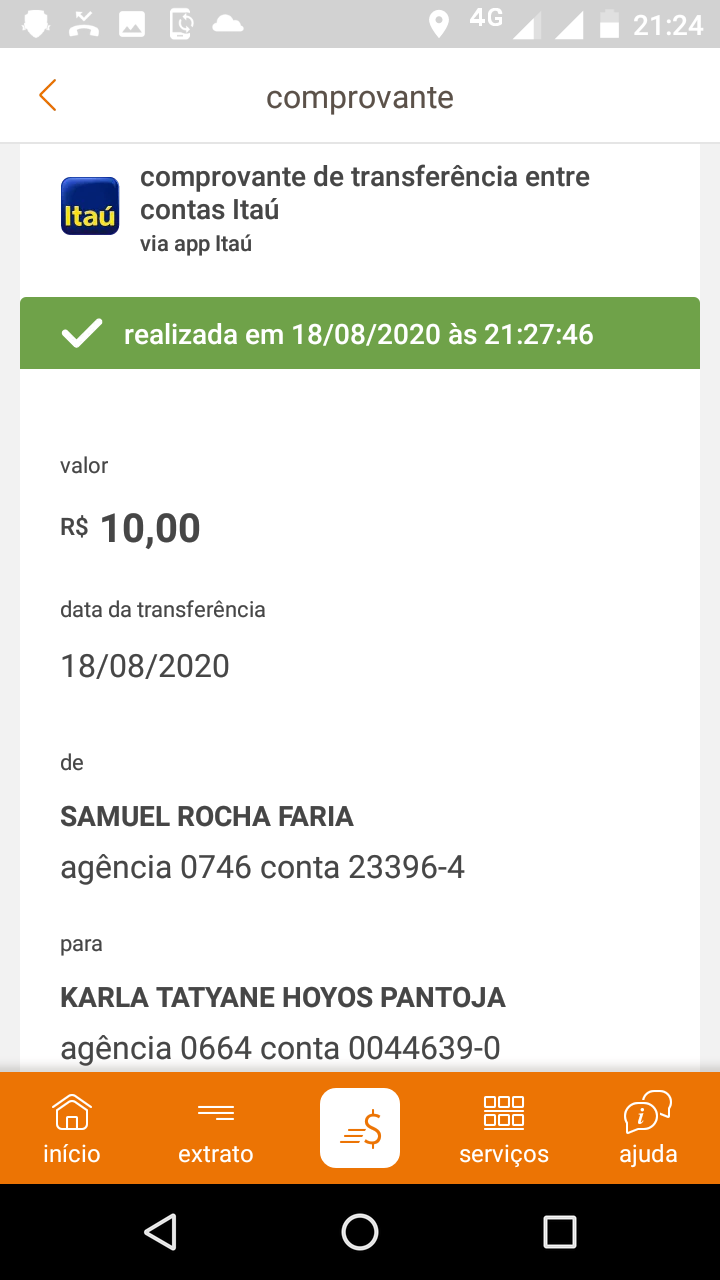 4G 21:24
comprovante
Itaú
comprovante de transferência entre
contas Itaú
via app Itaú
realizada em 18/08/2020 às 21:27:46
valor
R$ 10,00
data da transferência
18/08/2020
de
SAMUEL ROCHA FARIA
agência 0746 conta 23396-4
para
KARLA TATYANE HOYOS PANTOJA
agência 0664 conta 0044639-0
início extrato serviços ajuda